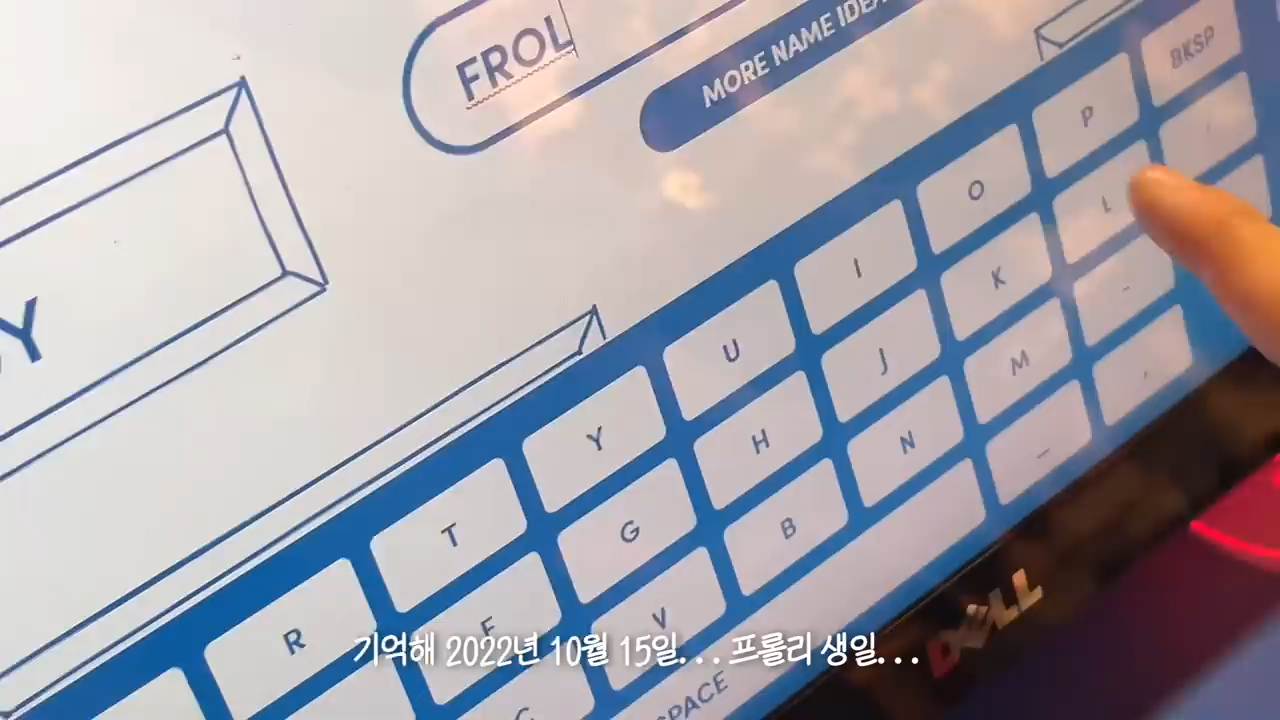 FROL
MORE NAME IDEA
Y
BKSP
P
O
I
U
Y
T
R
L
K
J
H
G
F
-
M
N
B
V
C
SPACE
DELL
기억해 2022년 10월 15일... 프롤리 생일...